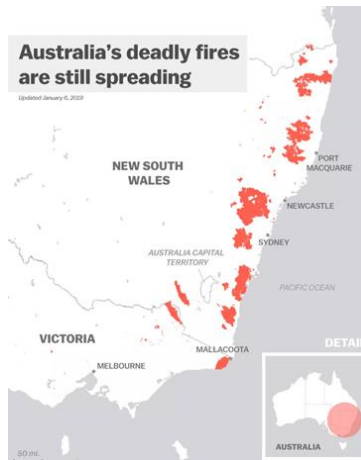 Australia's deadly fires
are still spreading
Updated January 6, 2019
NEW SOUTH
WALES
PORT
MACQUARIE
NEWCASTLE
SYDNEY
AUSTRALIA CAPITAL
TERRITORY
PACIFIC OCEAN
VICTORIA
MELBOURNE
MALLACOOTA
DETAI
AUSTRALIA
50 mi.